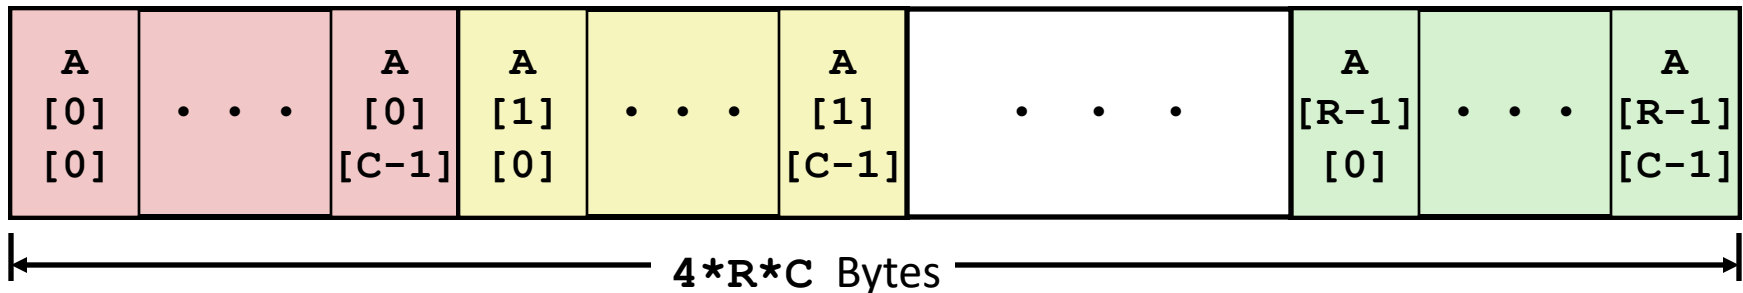 A A A A A A
[0] · · · [0] [1] · · · [1] · · · [R-1] · · · [R-1]
[0] [C-1] [0] [C-1] [0] [C-1]
4*R*C Bytes